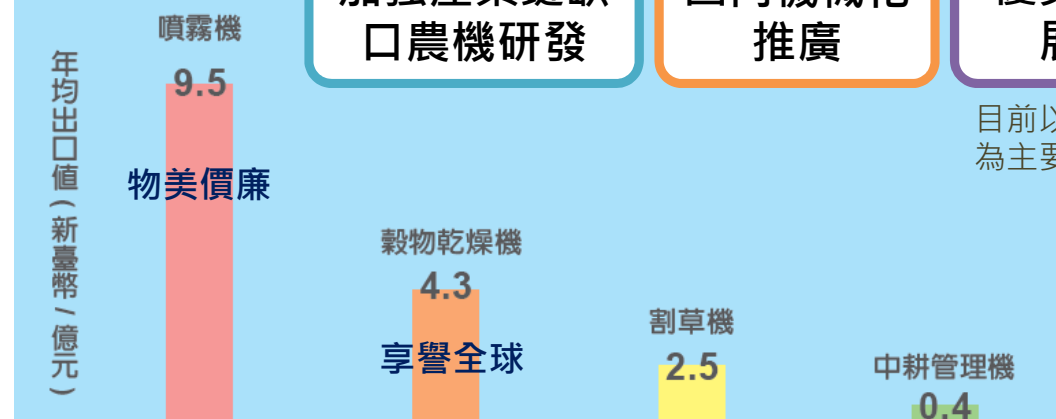 口農機研發
推廣
噴霧機
9.5
物美價廉
年均出口值(新臺幣/億元)
目前以
為主要
穀物乾燥機
4.3
享譽全球
割草機
2.5
中耕管理機
0.4